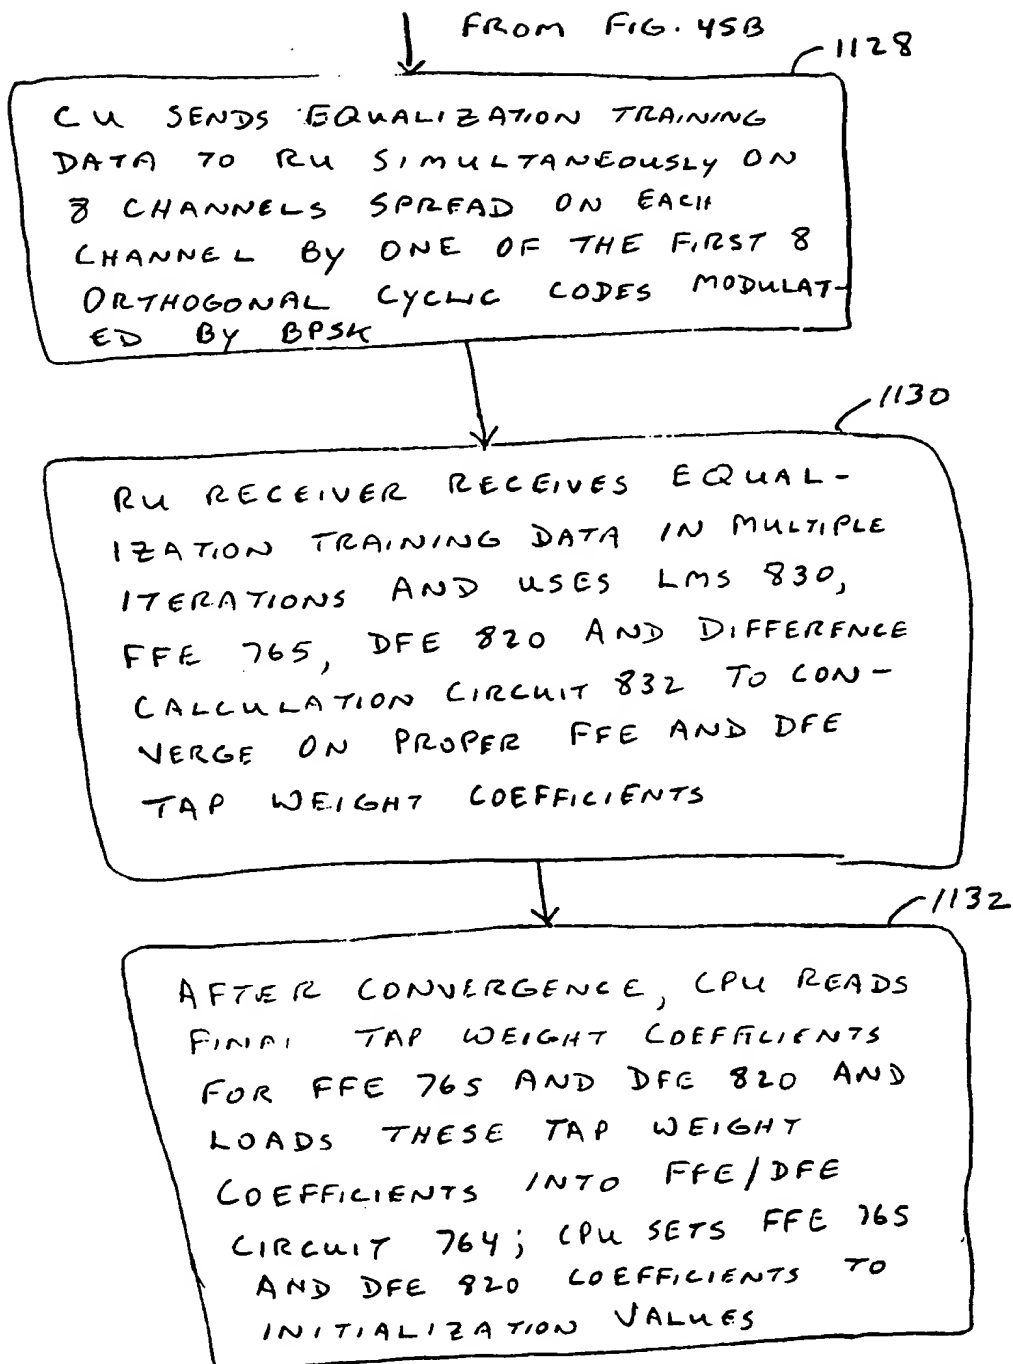 FROM FIG. 45B
1128
CU SENDS EQUALIZATION TRAINING
DATA TO RU SIMULTANEOUSLY ON
8 CHANNELS SPREAD ON EACH
CHANNEL BY ONE OF THE FIRST 8
ORTHOGONAL CYCLIC CODES MODULAT-
ED BY BPSK
1130
RU RECEIVER RECEIVES EQUAL-
IZATION TRAINING DATA IN MULTIPLE
ITERATIONS AND USES LMS 830,
FFE 765, DFE 820 AND DIFFERENCE
CALCULATION CIRCUIT 832 TO CON-
VERGE ON PROPER FFE AND DFE
TAP WEIGHT COEFFICIENTS
1132
AFTER CONVERGENCE, CPU READS
FINAL TAP WEIGHT COEFFICIENTS
FOR FFE 765 AND DFE 820 AND
LOADS THESE TAP WEIGHT
COEFFICIENTS INTO FFE/DFE
CIRCUIT 764; CPU SETS FFE 765
AND DFE 820 COEFFICIENTS TO
INITIALIZATION VALUES